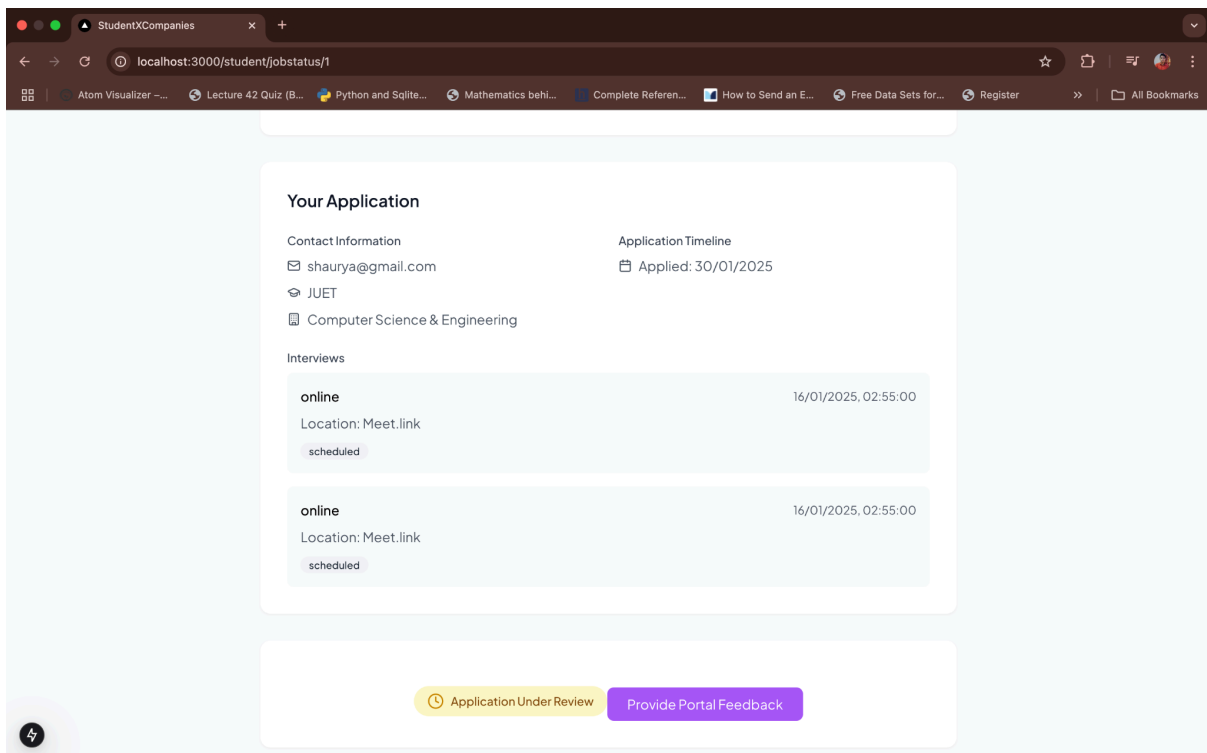 StudentXCompanies
localhost:3000/student/jobstatus/1
Atom Visualizer –... Lecture 42 Quiz (B... Python and Sqlite... Mathematics behi... Complete Referen... How to Send an E... Free Data Sets for... Register » All Bookmarks
Your Application
Contact Information
shaurya@gmail.com
JUET
Computer Science & Engineering
Application Timeline
Applied: 30/01/2025
Interviews
online 16/01/2025, 02:55:00
Location: Meet.link
scheduled
online 16/01/2025, 02:55:00
Location: Meet.link
scheduled
Application Under Review
Provide Portal Feedback